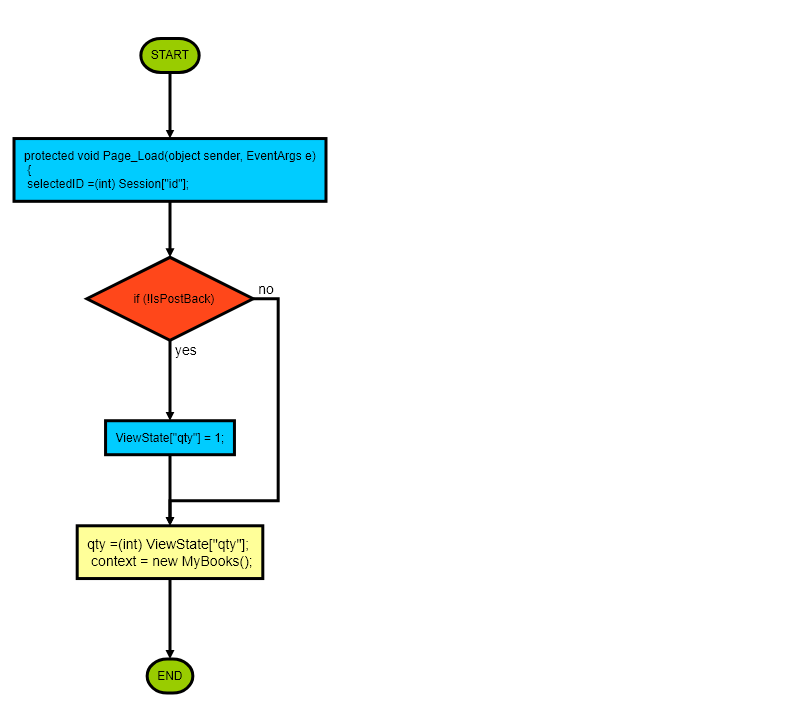 START
protected void Page_Load(object sender, EventArgs e)
{
selectedID =(int) Session["id"];
if (!IsPostBack)
no
yes
ViewState["qty"] = 1;
qty =(int) ViewState["qty"];
context = new MyBooks();
END